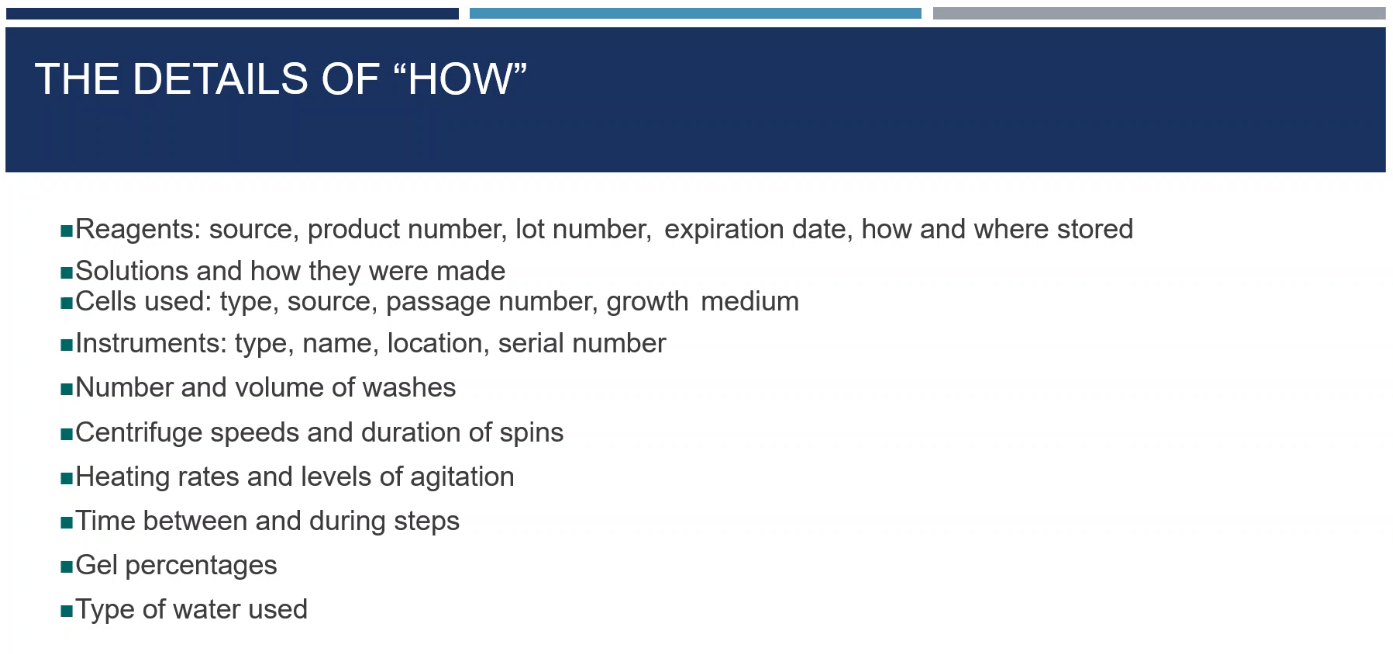 THE DETAILS OF “HOW”
■Reagents: source, product number, lot number, expiration date, how and where stored
■Solutions and how they were made
■Cells used: type, source, passage number, growth medium
■Instruments: type, name, location, serial number
■Number and volume of washes
■Centrifuge speeds and duration of spins
■Heating rates and levels of agitation
■Time between and during steps
■Gel percentages
■Type of water used